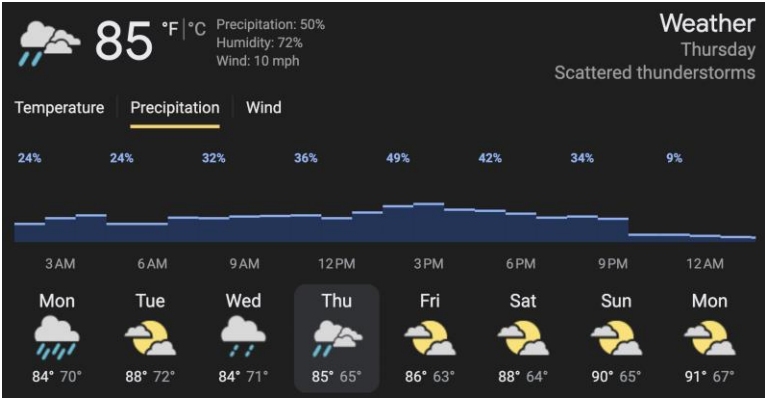 85 °F|°C
Precipitation: 50%
Humidity: 72%
Wind: 10 mph
Weather
Thursday
Scattered thunderstorms
Temperature Precipitation Wind
24% 24% 32% 36% 49% 42% 34% 9%
3 AM 6 AM 9 AM 12 PM 3 PM 6 PM 9 PM 12 AM
Mon Tue Wed Thu Fri Sat Sun Mon
84° 70° 88° 72° 84° 71° 85° 65° 86° 63° 88° 64° 90° 65° 91° 67°